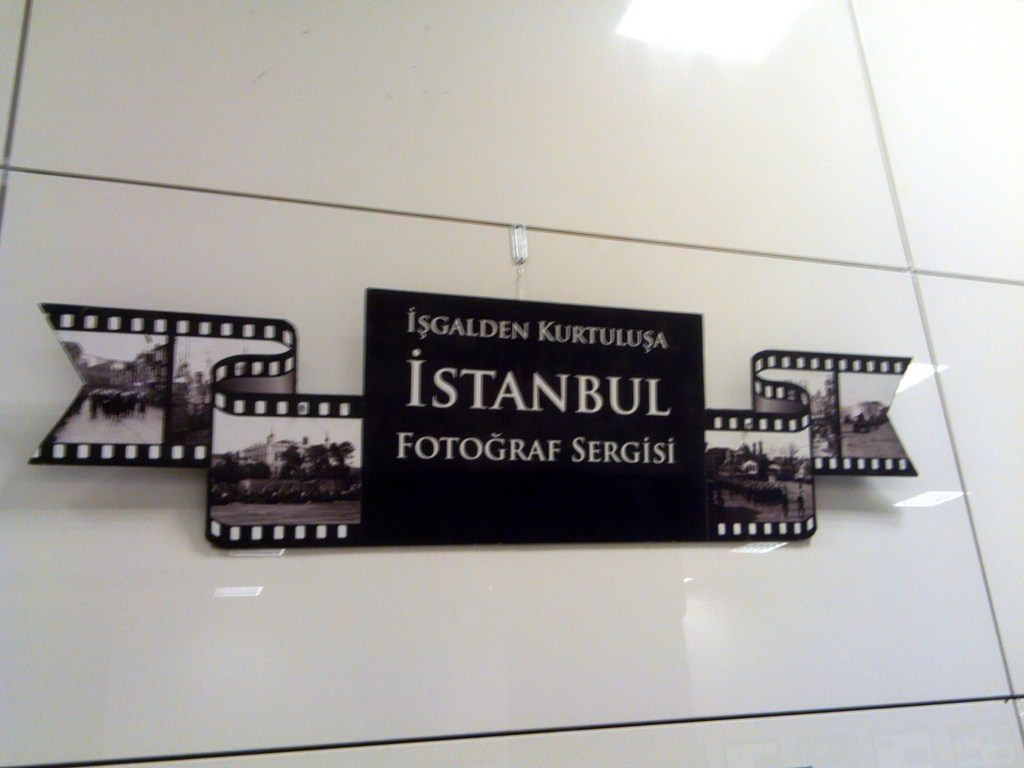 İŞGALDEN KURTULUŞA
İSTANBUL
FOTOĞRAF SERGİSİ